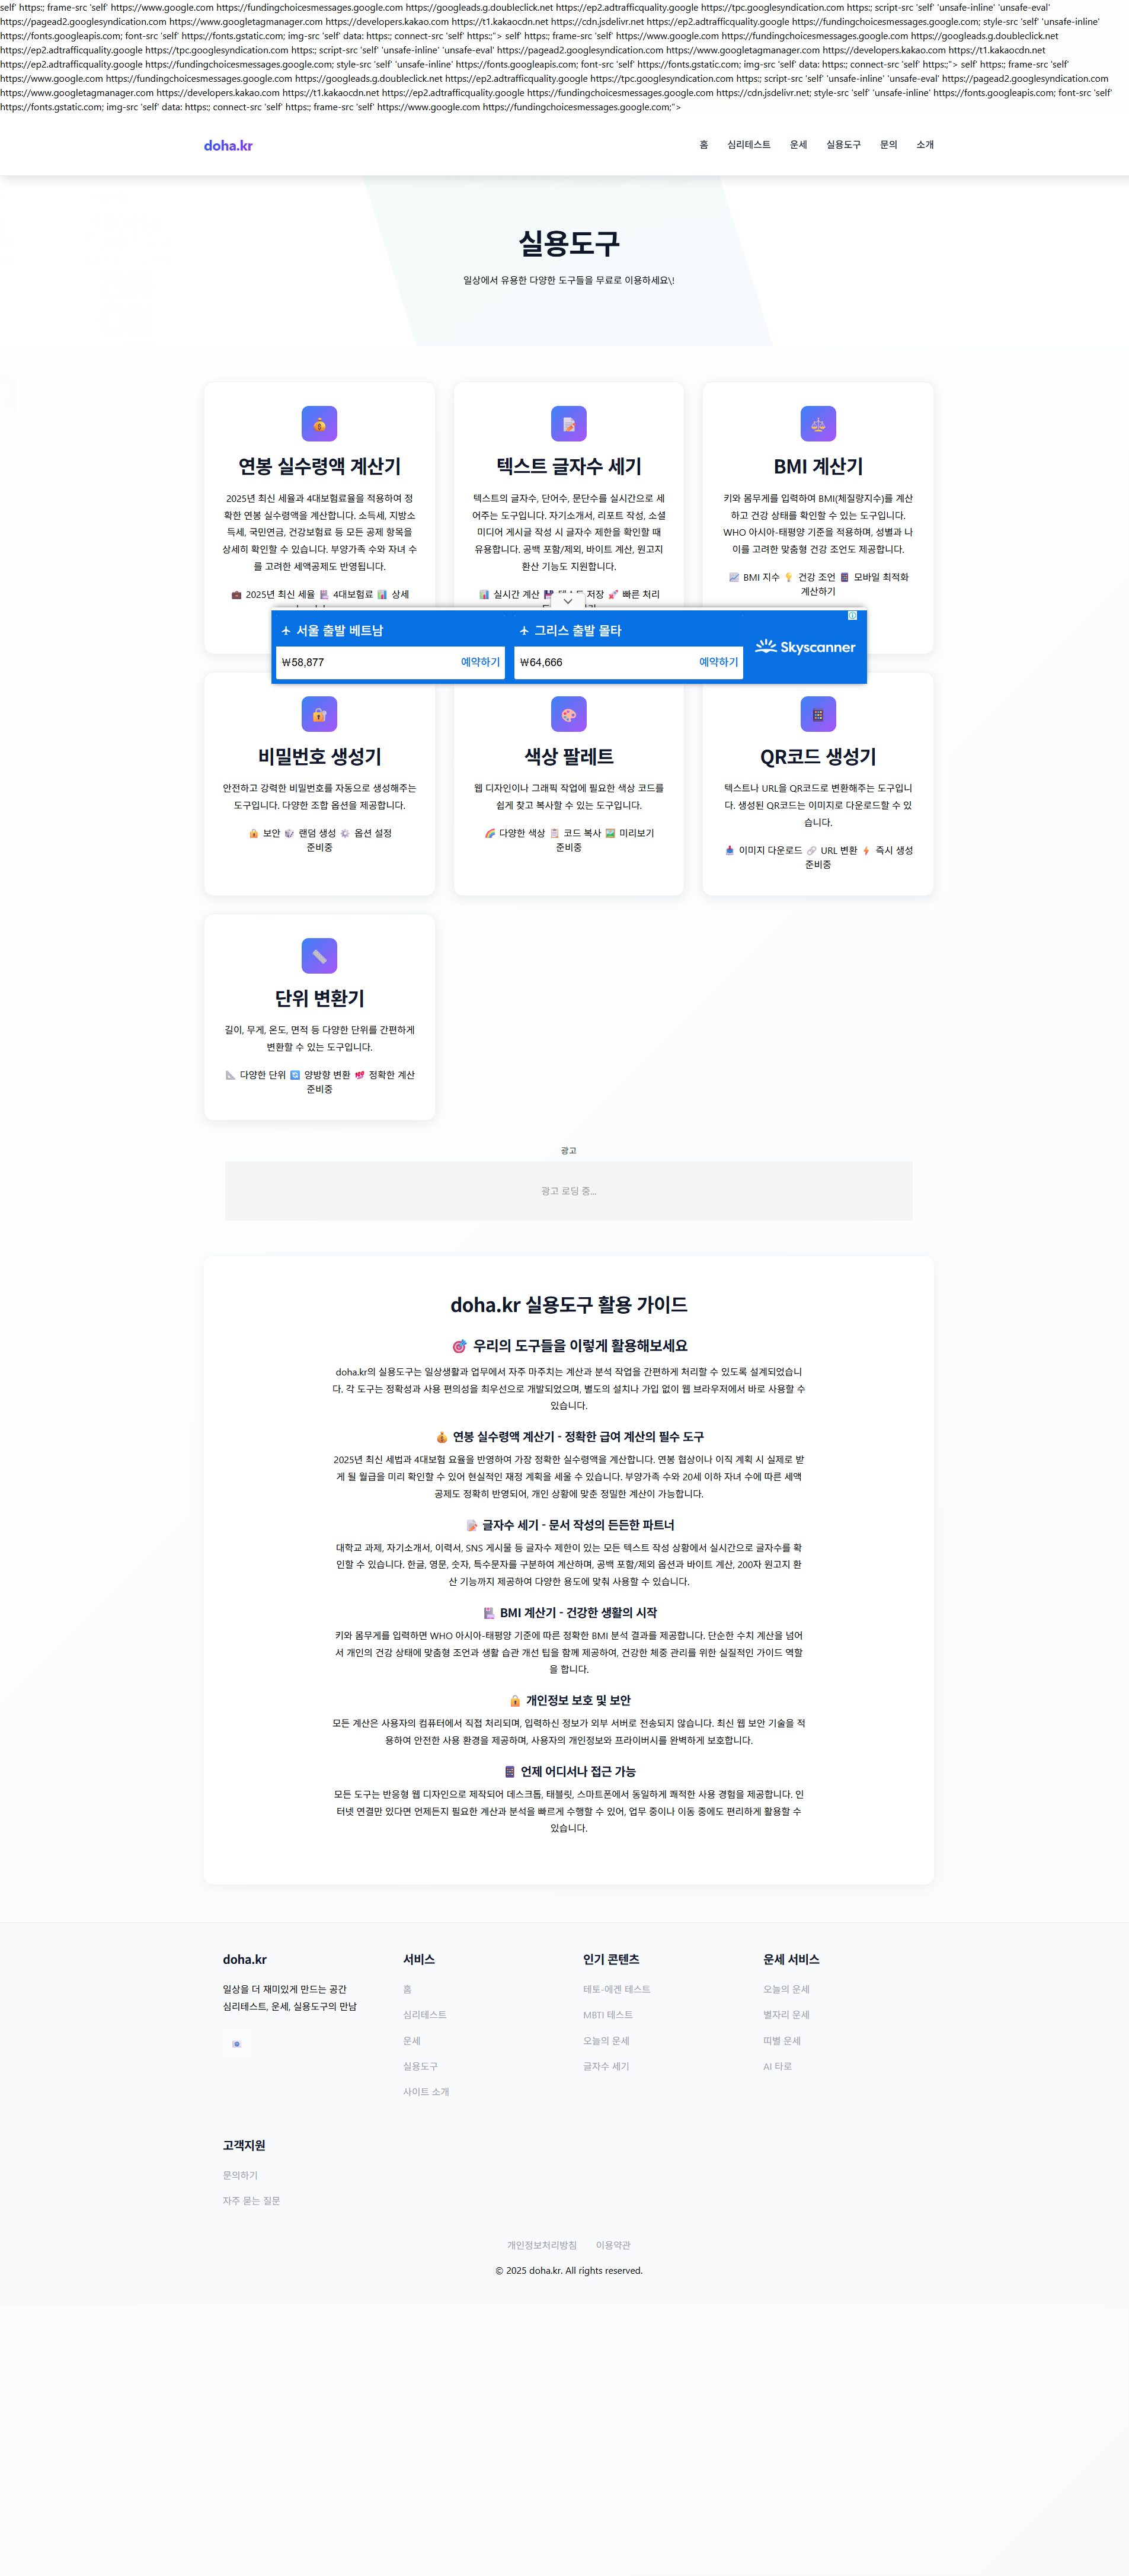 self' https:; frame-src 'self' https://www.google.com https://fundingchoicesmessages.google.com https://googleads.g.doubleclick.net https://ep2.adtrafficquality.google https://tpc.googlesyndication.com https:; script-src 'self' 'unsafe-inline' 'unsafe-eval'
https://pagead2.googlesyndication.com https://www.googletagmanager.com https://developers.kakao.com https://t1.kakaocdn.net https://cdn.jsdelivr.net https://ep2.adtrafficquality.google https://fundingchoicesmessages.google.com; style-src 'self' 'unsafe-inline'
https://fonts.googleapis.com; font-src 'self' https://fonts.gstatic.com; img-src 'self' data: https:; connect-src 'self' https:;"> self' https:; frame-src 'self' https://www.google.com https://fundingchoicesmessages.google.com https://googleads.g.doubleclick.net
https://ep2.adtrafficquality.google https://tpc.googlesyndication.com https:; script-src 'self' 'unsafe-inline' 'unsafe-eval' https://pagead2.googlesyndication.com https://www.googletagmanager.com https://developers.kakao.com https://t1.kakaocdn.net
https://ep2.adtrafficquality.google https://fundingchoicesmessages.google.com; style-src 'self' 'unsafe-inline' https://fonts.googleapis.com; font-src 'self' https://fonts.gstatic.com; img-src 'self' data: https:; connect-src 'self' https:;"> self' https:; frame-src 'self'
https://www.google.com https://fundingchoicesmessages.google.com https://googleads.g.doubleclick.net https://ep2.adtrafficquality.google https://tpc.googlesyndication.com https:; script-src 'self' 'unsafe-inline' 'unsafe-eval' https://pagead2.googlesyndication.com
https://www.googletagmanager.com https://developers.kakao.com https://t1.kakaocdn.net https://ep2.adtrafficquality.google https://fundingchoicesmessages.google.com https://cdn.jsdelivr.net; style-src 'self' 'unsafe-inline' https://fonts.googleapis.com; font-src 'self'
https://fonts.gstatic.com; img-src 'self' data: https:; connect-src 'self' https:; frame-src 'self' https://www.google.com https://fundingchoicesmessages.google.com;">
doha.kr
홈 심리테스트 운세 실용도구 문의 소개
실용도구
일상에서 유용한 다양한 도구들을 무료로 이용하세요\!
연봉 실수령액 계산기
2025년 최신 세율과 4대보험료율을 적용하여 정
확한 연봉 실수령액을 계산합니다. 소득세, 지방소
득세, 국민연금, 건강보험료 등 모든 공제 항목을
상세히 확인할 수 있습니다. 부양가족 수와 자녀 수
를 고려한 세액공제도 반영됩니다.
💼 2025년 최신 세율 💾 4대보험료 📊 상세
텍스트 글자수 세기
텍스트의 글자수, 단어수, 문단수를 실시간으로 세
어주는 도구입니다. 자기소개서, 리포트 작성, 소셜
미디어 게시글 작성 시 글자수 제한을 확인할 때
유용합니다. 공백 포함/제외, 바이트 계산, 원고지
환산 기능도 지원합니다.
📊 실시간 계산 저장 🚀 빠른 처리
BMI 계산기
키와 몸무게를 입력하여 BMI(체질량지수)를 계산
하고 건강 상태를 확인할 수 있는 도구입니다.
WHO 아시아-태평양 기준을 적용하며, 성별과 나
이를 고려한 맞춤형 건강 조언도 제공합니다.
📈 BMI 지수 💡 건강 조언 📱 모바일 최적화
계산하기
서울 출발 베트남
₩58,877 예약하기
그리스 출발 몰타
₩64,666 예약하기
Skyscanner
비밀번호 생성기
안전하고 강력한 비밀번호를 자동으로 생성해주는
도구입니다. 다양한 조합 옵션을 제공합니다.
🔒 보안 🎲 랜덤 생성 ⚙️ 옵션 설정
준비중
색상 팔레트
웹 디자인이나 그래픽 작업에 필요한 색상 코드를
쉽게 찾고 복사할 수 있는 도구입니다.
🌈 다양한 색상 📋 코드 복사 🖼️ 미리보기
준비중
QR코드 생성기
텍스트나 URL을 QR코드로 변환해주는 도구입니
다. 생성된 QR코드는 이미지로 다운로드할 수 있
습니다.
📥 이미지 다운로드 🔗 URL 변환 ⚡ 즉시 생성
준비중
단위 변환기
길이, 무게, 온도, 면적 등 다양한 단위를 간편하게
변환할 수 있는 도구입니다.
📐 다양한 단위 🔄 양방향 변환 💯 정확한 계산
준비중
광고
광고 로딩 중...
doha.kr 실용도구 활용 가이드
🎯 우리의 도구들을 이렇게 활용해보세요
doha.kr의 실용도구는 일상생활과 업무에서 자주 마주치는 계산과 분석 작업을 간편하게 처리할 수 있도록 설계되었습니
다. 각 도구는 정확성과 사용 편의성을 최우선으로 개발되었으며, 별도의 설치나 가입 없이 웹 브라우저에서 바로 사용할 수
있습니다.
💰 연봉 실수령액 계산기 - 정확한 급여 계산의 필수 도구
2025년 최신 세법과 4대보험 요율을 반영하여 가장 정확한 실수령액을 계산합니다. 연봉 협상이나 이직 계획 시 실제로 받
게 될 월급을 미리 확인할 수 있어 현실적인 재정 계획을 세울 수 있습니다. 부양가족 수와 20세 이하 자녀 수에 따른 세액
공제도 정확히 반영되어, 개인 상황에 맞춘 정밀한 계산이 가능합니다.
📝 글자수 세기 - 문서 작성의 든든한 파트너
대학교 과제, 자기소개서, 이력서, SNS 게시물 등 글자수 제한이 있는 모든 텍스트 작성 상황에서 실시간으로 글자수를 확
인할 수 있습니다. 한글, 영문, 숫자, 특수문자를 구분하여 계산하며, 공백 포함/제외 옵션과 바이트 계산, 200자 원고지 환
산 기능까지 제공하여 다양한 용도에 맞춰 사용할 수 있습니다.
💾 BMI 계산기 - 건강한 생활의 시작
키와 몸무게를 입력하면 WHO 아시아-태평양 기준에 따른 정확한 BMI 분석 결과를 제공합니다. 단순한 수치 계산을 넘어
서 개인의 건강 상태에 맞춤형 조언과 생활 습관 개선 팁을 함께 제공하여, 건강한 체중 관리를 위한 실질적인 가이드 역할
을 합니다.
🔒 개인정보 보호 및 보안
모든 계산은 사용자의 컴퓨터에서 직접 처리되며, 입력하신 정보가 외부 서버로 전송되지 않습니다. 최신 웹 보안 기술을 적
용하여 안전한 사용 환경을 제공하며, 사용자의 개인정보와 프라이버시를 완벽하게 보호합니다.
📱 언제 어디서나 접근 가능
모든 도구는 반응형 웹 디자인으로 제작되어 데스크톱, 태블릿, 스마트폰에서 동일하게 쾌적한 사용 경험을 제공합니다. 인
터넷 연결만 있다면 언제든지 필요한 계산과 분석을 빠르게 수행할 수 있어, 업무 중이나 이동 중에도 편리하게 활용할 수
있습니다.
doha.kr
일상을 더 재미있게 만드는 공간
심리테스트, 운세, 실용도구의 만남
서비스
홈
심리테스트
운세
실용도구
사이트 소개
인기 콘텐츠
테토-에겐 테스트
MBTI 테스트
오늘의 운세
글자수 세기
운세 서비스
오늘의 운세
별자리 운세
띠별 운세
AI 타로
고객지원
문의하기
자주 묻는 질문
개인정보처리방침 이용약관
© 2025 doha.kr. All rights reserved.